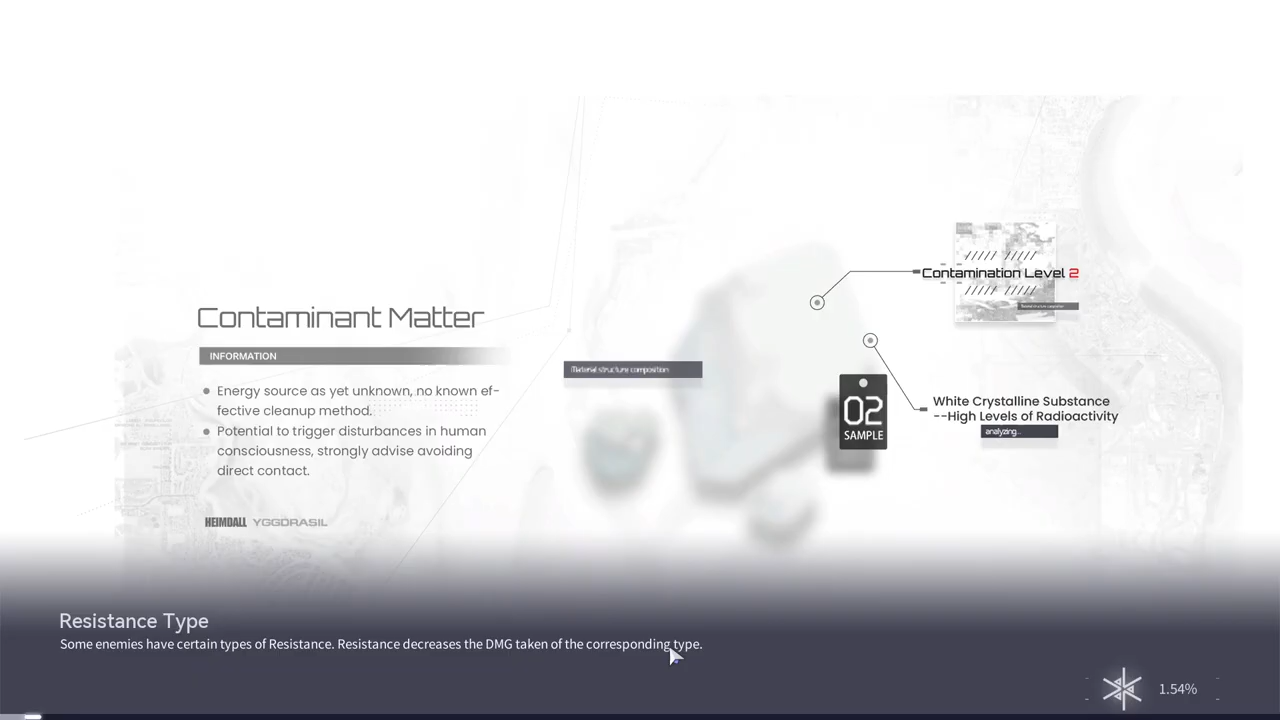 Contamination Level 2
Contaminant Matter
INFORMATION
Energy source as yet unknown, no known ef-
fective cleanup method.
Potential to trigger disturbances in human
consciousness, strongly advise avoiding
direct contact.
Material structure composition
02
SAMPLE
White Crystalline Substance
--High Levels of Radioactivity
analyzing...
HEIMDALL YGGDRASIL
Resistance Type
Some enemies have certain types of Resistance. Resistance decreases the DMG taken of the corresponding type.
1.54%